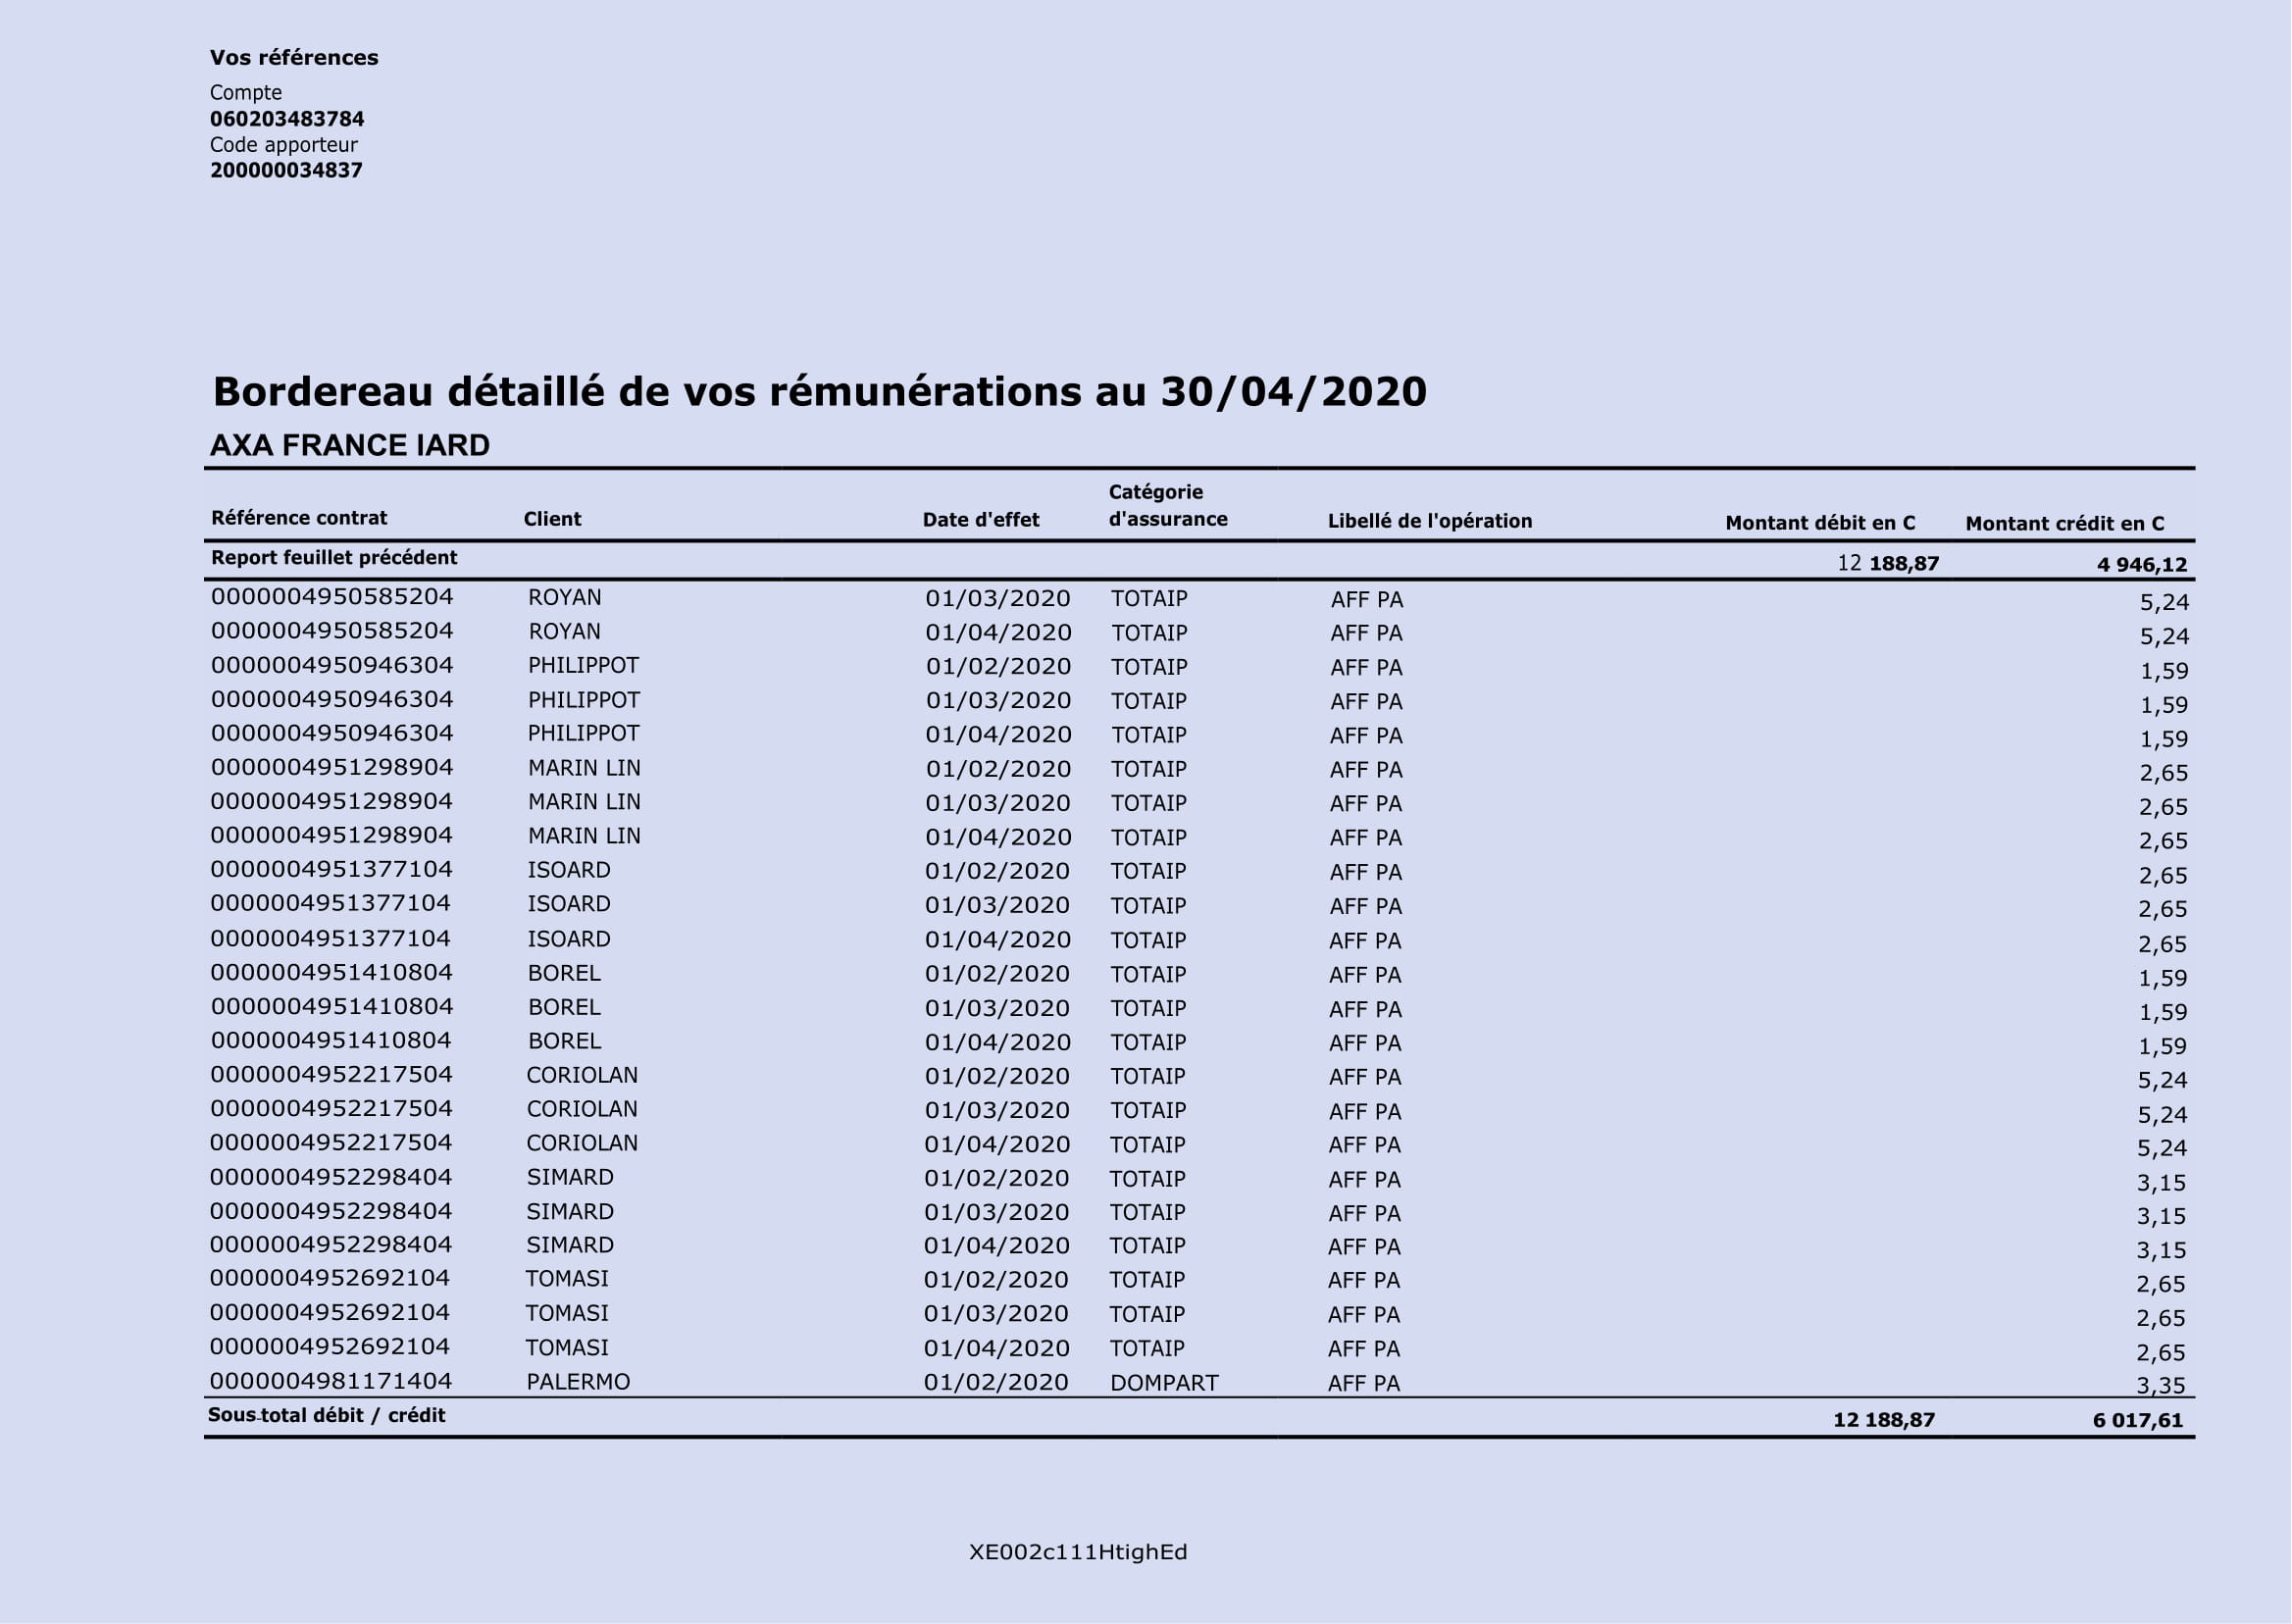 Vos références
Compte
060203483784
Code apporteur
200000034837
Bordereau détaillé de vos rémunérations au 30/04/2020
AXA FRANCE IARD
Référence contrat Client Date d'effet Catégorie d'assurance Libellé de l'opération Montant débit en C Montant crédit en C
Report feuillet précédent 12 188,87 4 946,12
0000004950585204 ROYAN 01/03/2020 TOTAIP AFF PA 5,24
0000004950585204 ROYAN 01/04/2020 TOTAIP AFF PA 5,24
0000004950946304 PHILIPPOT 01/02/2020 TOTAIP AFF PA 1,59
0000004950946304 PHILIPPOT 01/03/2020 TOTAIP AFF PA 1,59
0000004950946304 PHILIPPOT 01/04/2020 TOTAIP AFF PA 1,59
0000004951298904 MARIN LIN 01/02/2020 TOTAIP AFF PA 2,65
0000004951298904 MARIN LIN 01/03/2020 TOTAIP AFF PA 2,65
0000004951298904 MARIN LIN 01/04/2020 TOTAIP AFF PA 2,65
0000004951377104 ISOARD 01/02/2020 TOTAIP AFF PA 2,65
0000004951377104 ISOARD 01/03/2020 TOTAIP AFF PA 2,65
0000004951377104 ISOARD 01/04/2020 TOTAIP AFF PA 2,65
0000004951410804 BOREL 01/02/2020 TOTAIP AFF PA 1,59
0000004951410804 BOREL 01/03/2020 TOTAIP AFF PA 1,59
0000004951410804 BOREL 01/04/2020 TOTAIP AFF PA 1,59
0000004952217504 CORIOLAN 01/02/2020 TOTAIP AFF PA 5,24
0000004952217504 CORIOLAN 01/03/2020 TOTAIP AFF PA 5,24
0000004952217504 CORIOLAN 01/04/2020 TOTAIP AFF PA 5,24
0000004952298404 SIMARD 01/02/2020 TOTAIP AFF PA 3,15
0000004952298404 SIMARD 01/03/2020 TOTAIP AFF PA 3,15
0000004952298404 SIMARD 01/04/2020 TOTAIP AFF PA 3,15
0000004952692104 TOMASI 01/02/2020 TOTAIP AFF PA 2,65
0000004952692104 TOMASI 01/03/2020 TOTAIP AFF PA 2,65
0000004952692104 TOMASI 01/04/2020 TOTAIP AFF PA 2,65
0000004981171404 PALERMO 01/02/2020 DOMPART AFF PA 3,35
Sous-total débit / crédit 12 188,87 6 017,61
XE002c111HtighEd